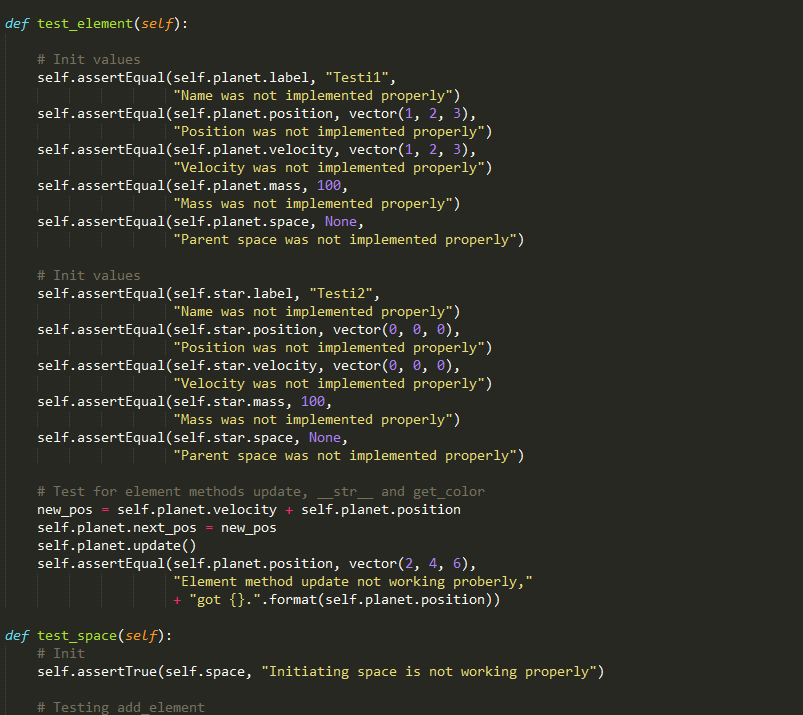 def test_element(self):
# Init values
self.assertEqual(self.planet.label, "Testi1",
"Name was not implemented properly")
self.assertEqual(self.planet.position, vector(1, 2, 3),
"Position was not implemented properly")
self.assertEqual(self.planet.velocity, vector(1, 2, 3),
"Velocity was not implemented properly")
self.assertEqual(self.planet.mass, 100,
"Mass was not implemented properly")
self.assertEqual(self.planet.space, None,
"Parent space was not implemented properly")
# Init values
self.assertEqual(self.star.label, "Testi2",
"Name was not implemented properly")
self.assertEqual(self.star.position, vector(0, 0, 0),
"Position was not implemented properly")
self.assertEqual(self.star.velocity, vector(0, 0, 0),
"Velocity was not implemented properly")
self.assertEqual(self.star.mass, 100,
"Mass was not implemented properly")
self.assertEqual(self.star.space, None,
"Parent space was not implemented properly")
# Test for element methods update, __str__ and get_color
new_pos = self.planet.velocity + self.planet.position
self.planet.next_pos = new_pos
self.planet.update()
self.assertEqual(self.planet.position, vector(2, 4, 6),
"Element method update not working proberly,"
+ "got {}.".format(self.planet.position))
def test_space(self):
# Init
self.assertTrue(self.space, "Initiating space is not working properly")
# Testing add_element